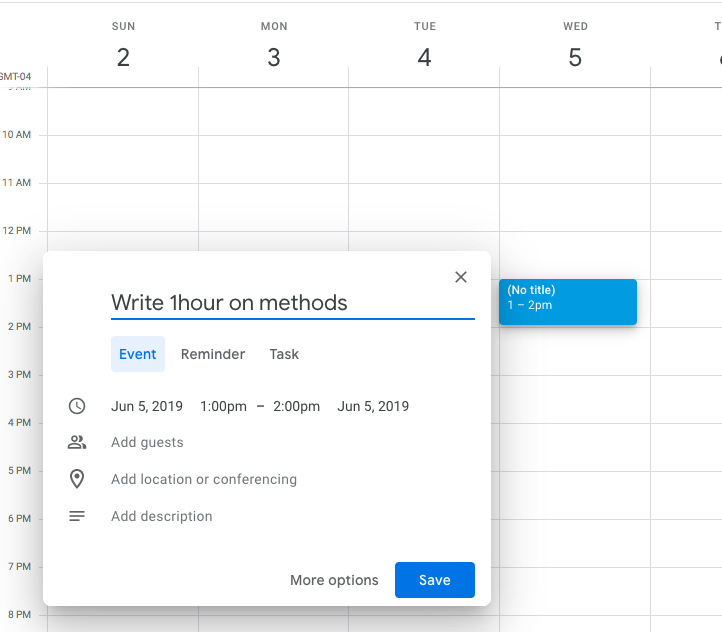 SUN MON TUE WED T
2 3 4 5
GMT-04
10 AM
11 AM
12 PM
1 PM
(No title)
1 – 2pm
2 PM
3 PM
4 PM
5 PM
6 PM
7 PM
8 PM
Write 1hour on methods
Event Reminder Task
Jun 5, 2019 1:00pm – 2:00pm Jun 5, 2019
Add guests
Add location or conferencing
Add description
More options Save